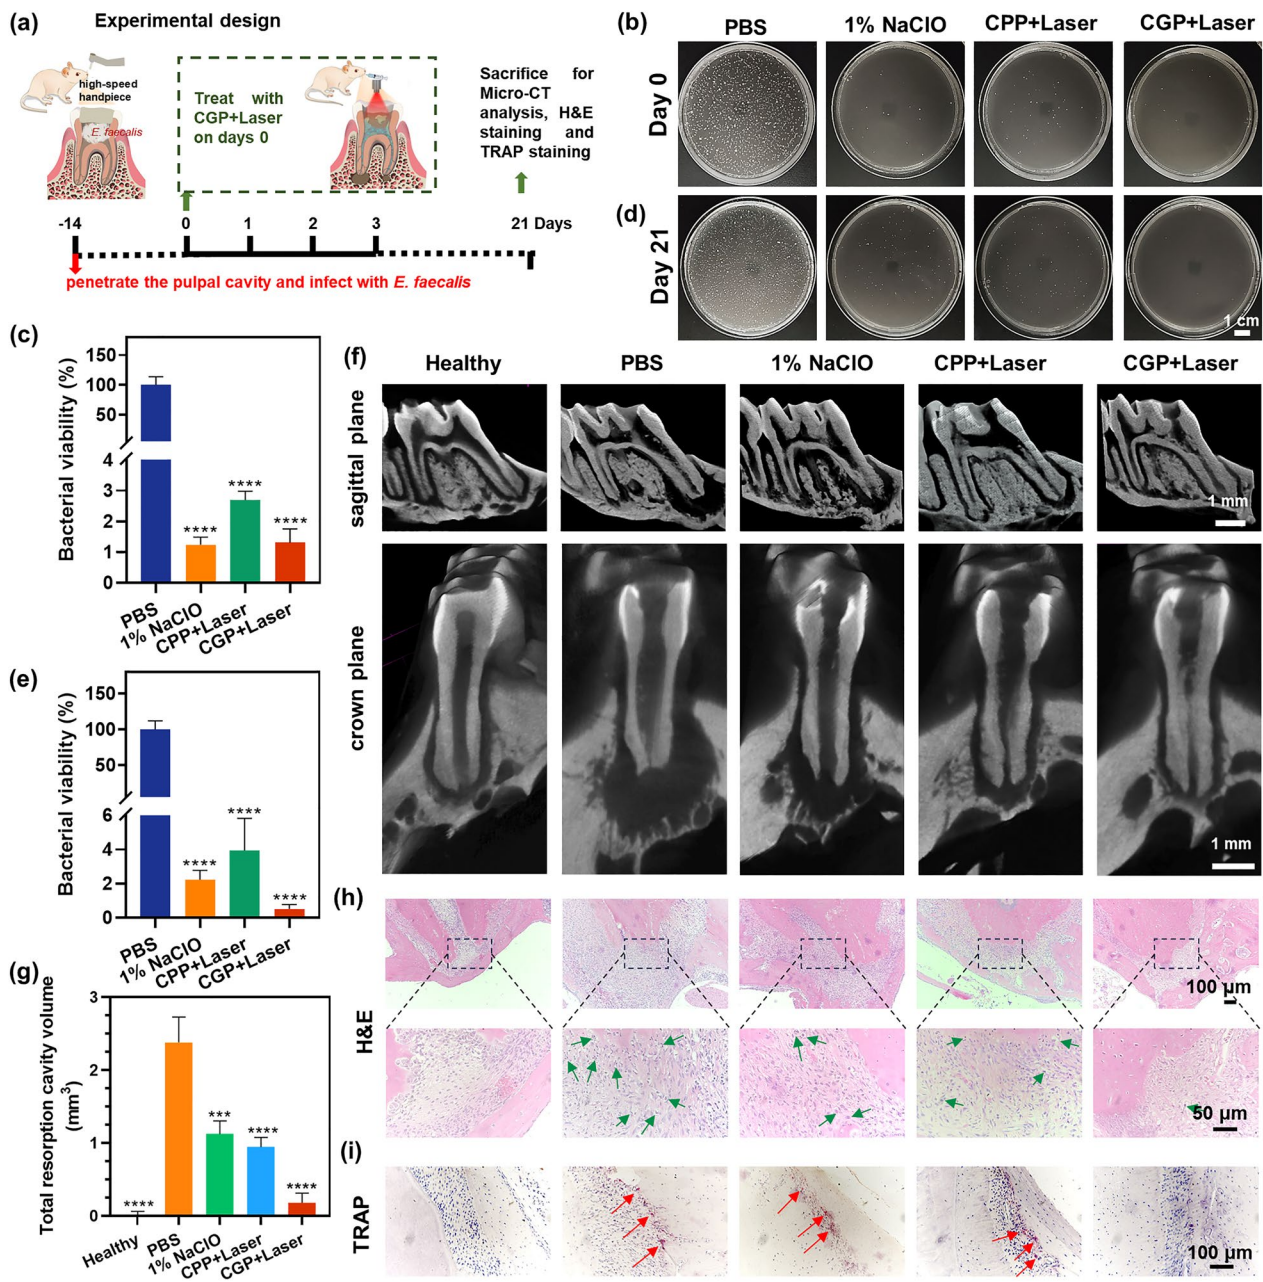 (a)
Experimental design
high-speed
handpiece
E. faecalis
Treat with
CGP+Laser
on days 0
Sacrifice for
Micro-CT
analysis, H&E
staining and
TRAP staining
-14
0
1
2
3
21 Days
penetrate the pulpal cavity and infect with E. faecalis
(b)
PBS
1% NaClO
CPP+Laser
CGP+Laser
Day 0
(d)
Day 21
1 cm
(c)
Bacterial viability (%)
150
100
50
4
3
2
1
0
****
****
****
PBS
1% NaClO
CPP+Laser
CGP+Laser
(e)
Bacterial viability (%)
150
100
50
6
4
2
0
****
****
****
PBS
1% NaClO
CPP+Laser
CGP+Laser
(f)
Healthy
PBS
1% NaClO
CPP+Laser
CGP+Laser
sagittal plane
1 mm
crown plane
1 mm
(g)
Total resorption cavity volume
(mm³)
3
2
1
0
****
***
****
****
Healthy
PBS
1% NaClO
CPP+Laser
CGP+Laser
(h)
H&E
100 μm
50 μm
(i)
TRAP
100 μm